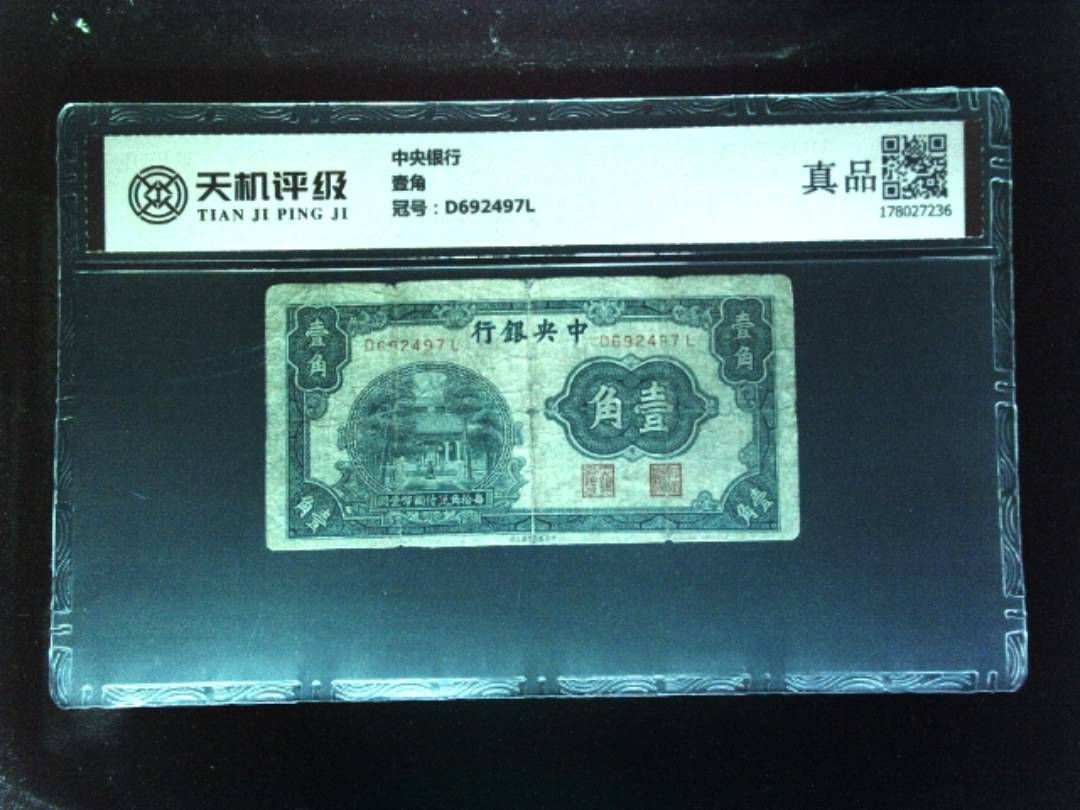 天机评级
TIAN JI PING JI
中央银行
壹角
冠号：D692497L
真品
178027236
壹角
行銀央中
壹角
D692497L
D692497L
角壹
壹角
壹角